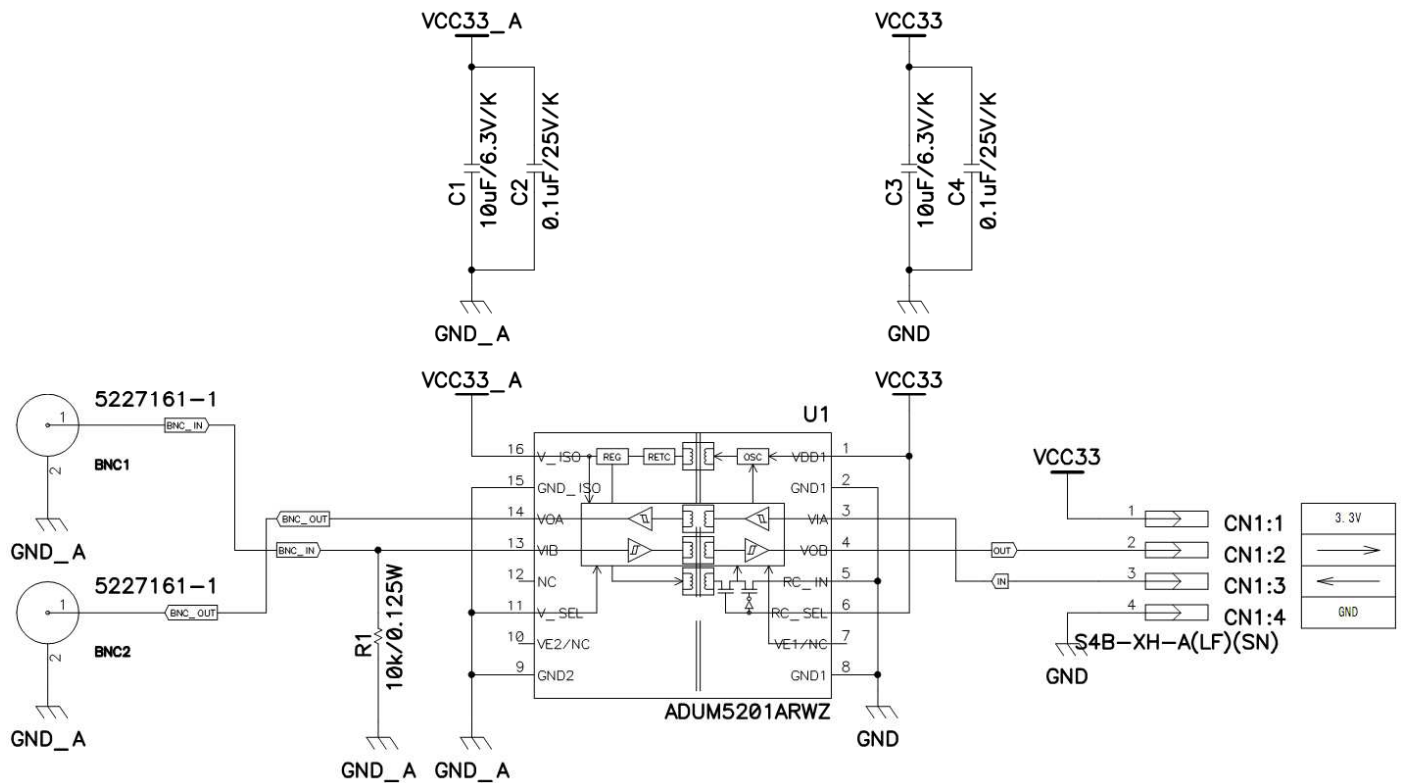 VCC33_A
VCC33
C1
10uF/6.3V/K
C2
0.1uF/25V/K
C3
10uF/6.3V/K
C4
0.1uF/25V/K
GND_A
GND
5227161-1
1
BNC_IN
2
BNC1
GND_A
5227161-1
1
BNC_OUT
2
BNC2
GND_A
BNC_OUT
BNC_IN
R1
10k/0.125W
GND_A
GND_A
VCC33_A
VCC33
U1
16 V_ISO REG RETC OSC VDD1 1
15 GND_ISO GND1 2
14 VOA VIA 3
13 VIB VOB 4
12 NC RC_IN 5
11 V_SEL RC_SEL 6
10 VE2/NC VE1/NC 7
9 GND2 GND1 8
ADUM5201ARWZ
GND
OUT
IN
VCC33
1 CN1:1 3.3V
2 CN1:2
3 CN1:3
4 CN1:4 GND
S4B-XH-A(LF)(SN)
GND